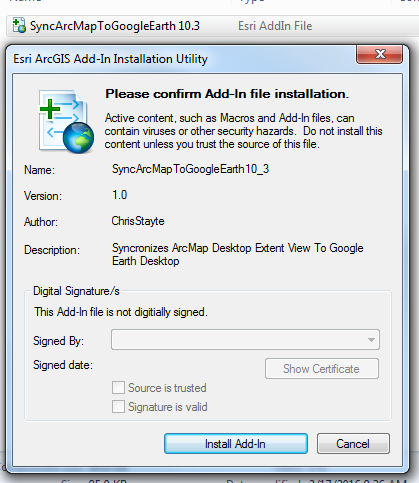 Type
SyncArcMapToGoogleEarth 10.3 Esri AddIn File
Esri ArcGIS Add-In Installation Utility
Please confirm Add-In file installation.
Active content, such as Macros and Add-In files, can
contain viruses or other security hazards. Do not install this
content unless you trust the source of this file.
Name: SyncArcMapToGoogleEarth10_3
Version: 1.0
Author: ChrisStayte
Description: Syncronizes ArcMap Desktop Extent View To Google
Earth Desktop
Digital Signature/s
This Add-In file is not digitially signed.
Signed By:
Signed date: Show Certificate
Source is trusted
Signature is valid
Install Add-In Cancel